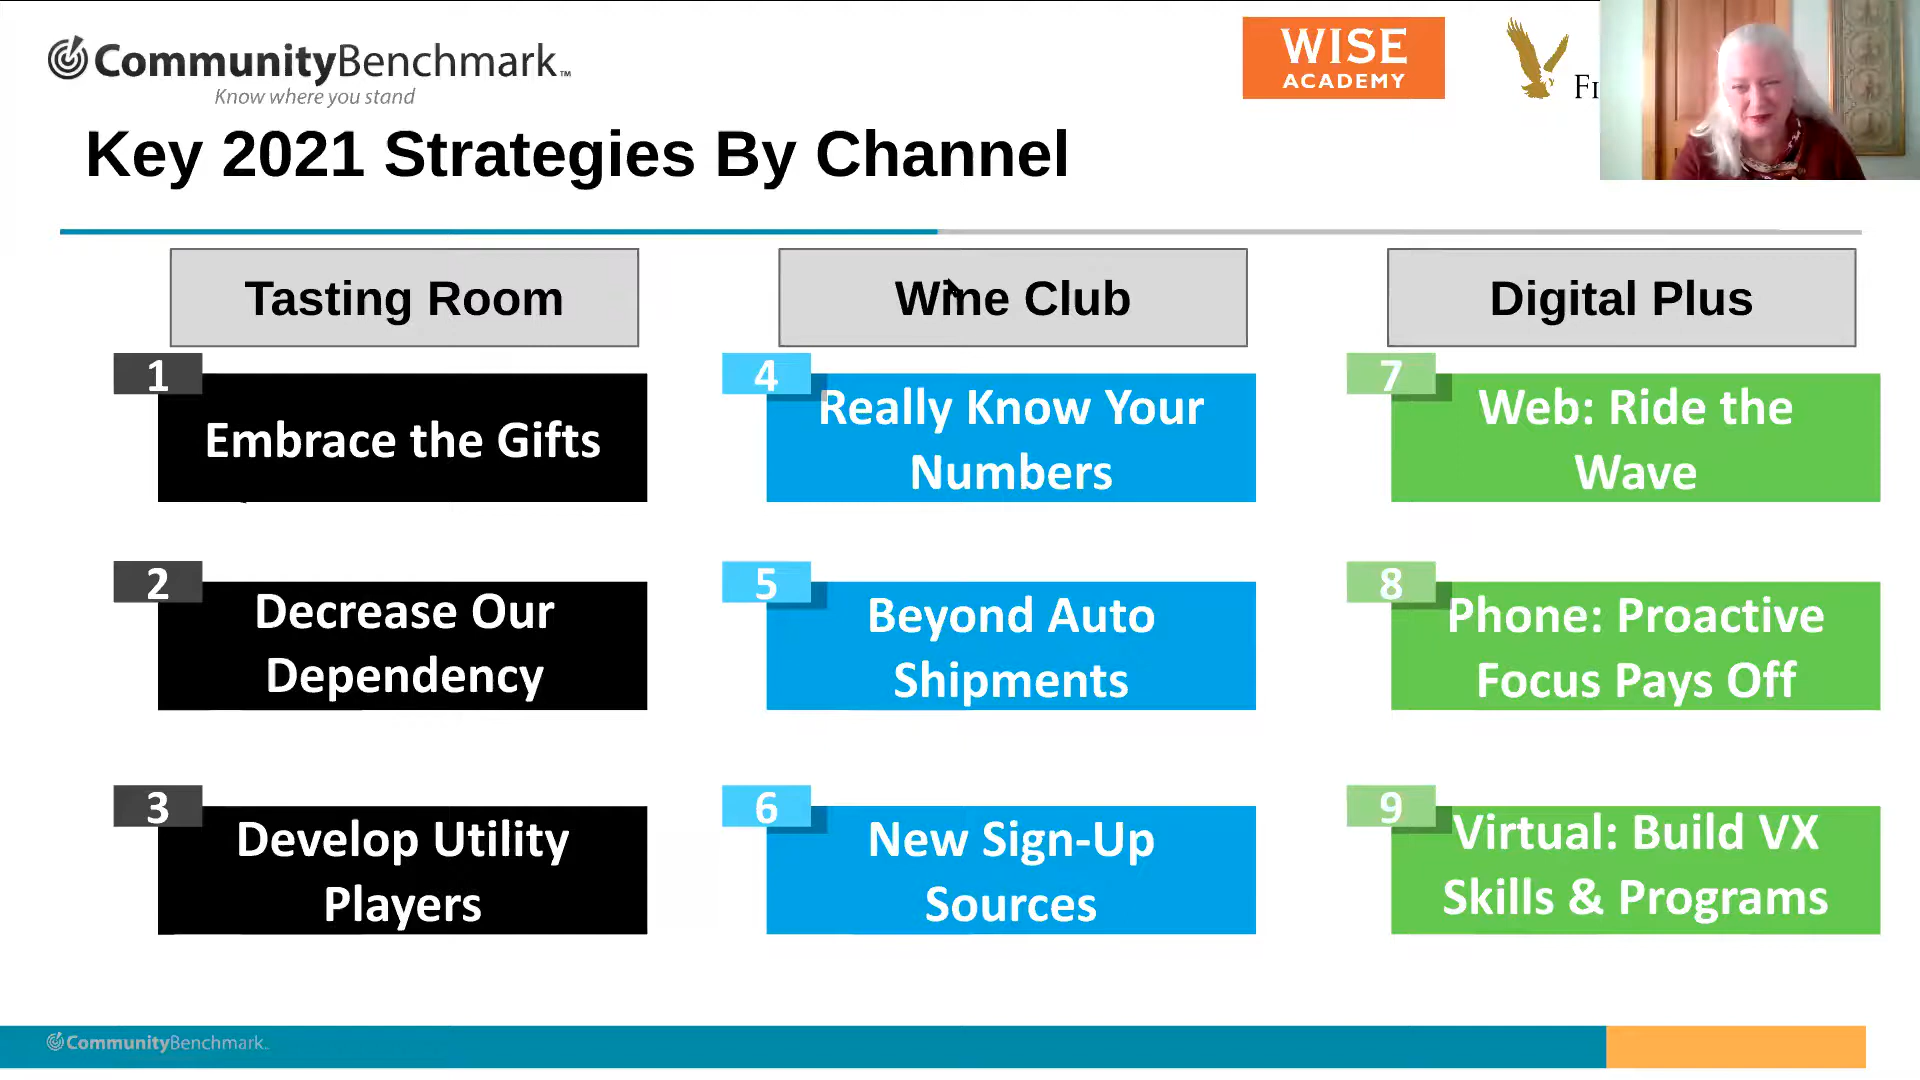 CommunityBenchmark™
Know where you stand
WISE
ACADEMY
Key 2021 Strategies By Channel
Tasting Room
Wine Club
Digital Plus
1
Embrace the Gifts
4
Really Know Your
Numbers
7
Web: Ride the
Wave
2
Decrease Our
Dependency
5
Beyond Auto
Shipments
8
Phone: Proactive
Focus Pays Off
3
Develop Utility
Players
6
New Sign-Up
Sources
9
Virtual: Build VX
Skills & Programs
CommunityBenchmark™